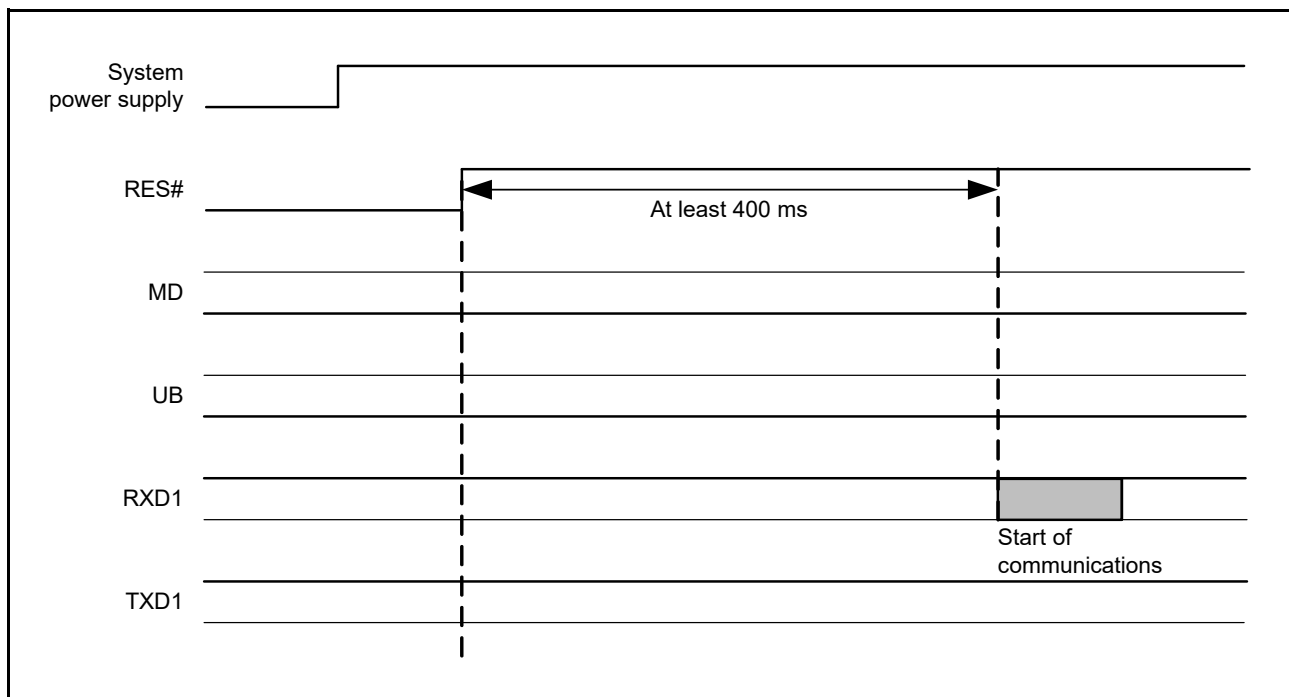 System
power supply
RES#
At least 400 ms
MD
UB
RXD1
Start of
communications
TXD1